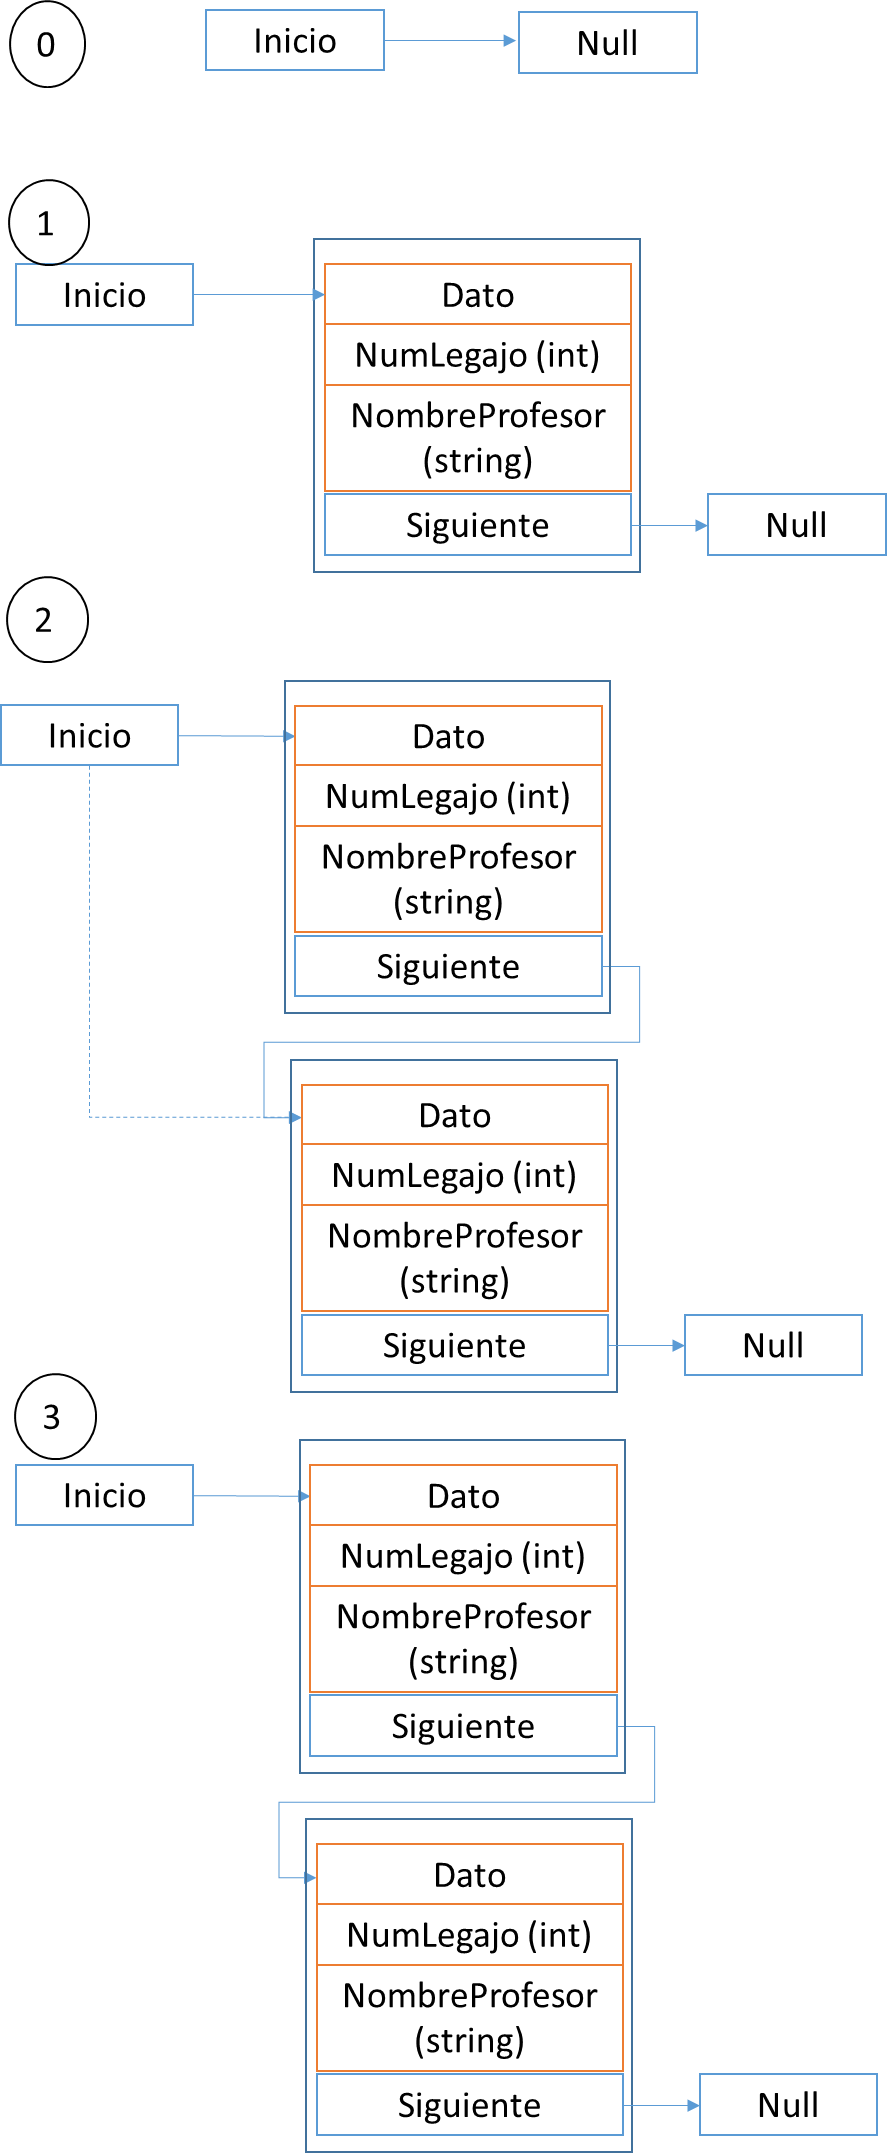 0
Inicio
Null
1
Inicio
Dato
NumLegajo (int)
NombreProfesor
(string)
Siguiente
Null
2
Inicio
Dato
NumLegajo (int)
NombreProfesor
(string)
Siguiente
Dato
NumLegajo (int)
NombreProfesor
(string)
Siguiente
Null
3
Inicio
Dato
NumLegajo (int)
NombreProfesor
(string)
Siguiente
Dato
NumLegajo (int)
NombreProfesor
(string)
Siguiente
Null